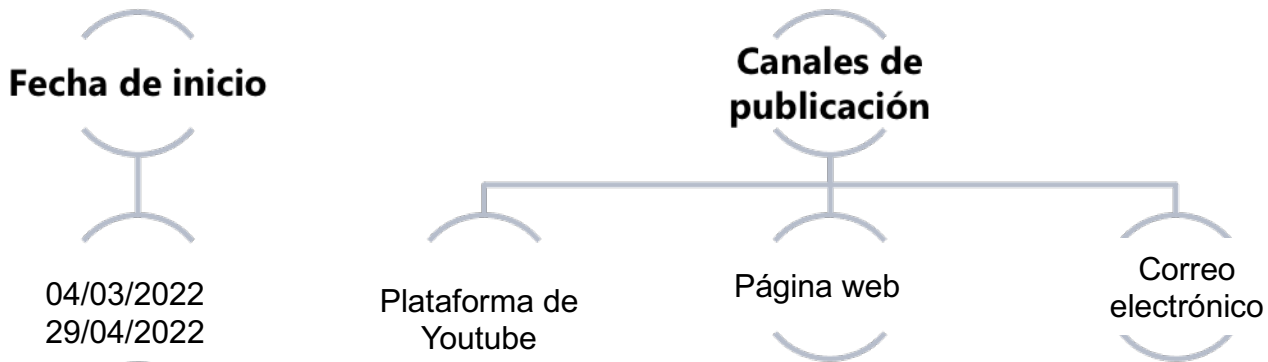 Fecha de inicio
04/03/2022
29/04/2022
Canales de
publicación
Plataforma de
Youtube
Página web
Correo
electrónico